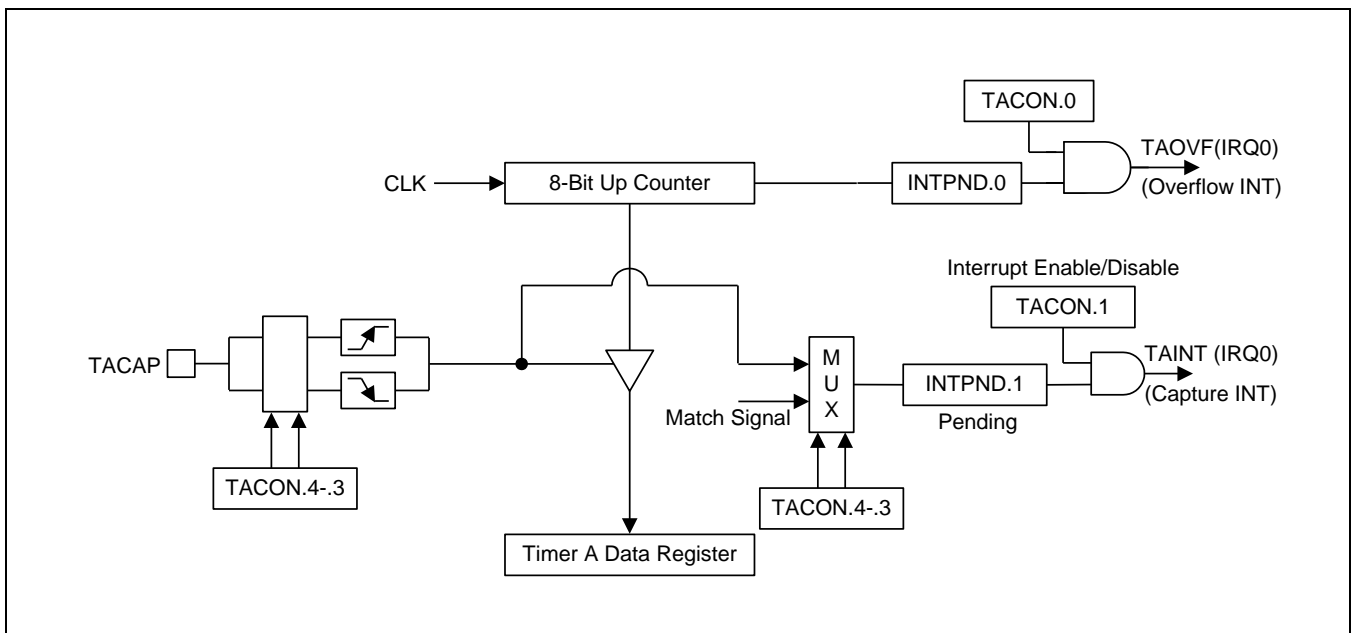 TACON.0
TAOVF(IRQ0)
(Overflow INT)
CLK
8-Bit Up Counter
INTPND.0
Interrupt Enable/Disable
TACON.1
TACAP
M
U
X
TAINT (IRQ0)
(Capture INT)
INTPND.1
Match Signal
Pending
TACON.4-.3
TACON.4-.3
Timer A Data Register